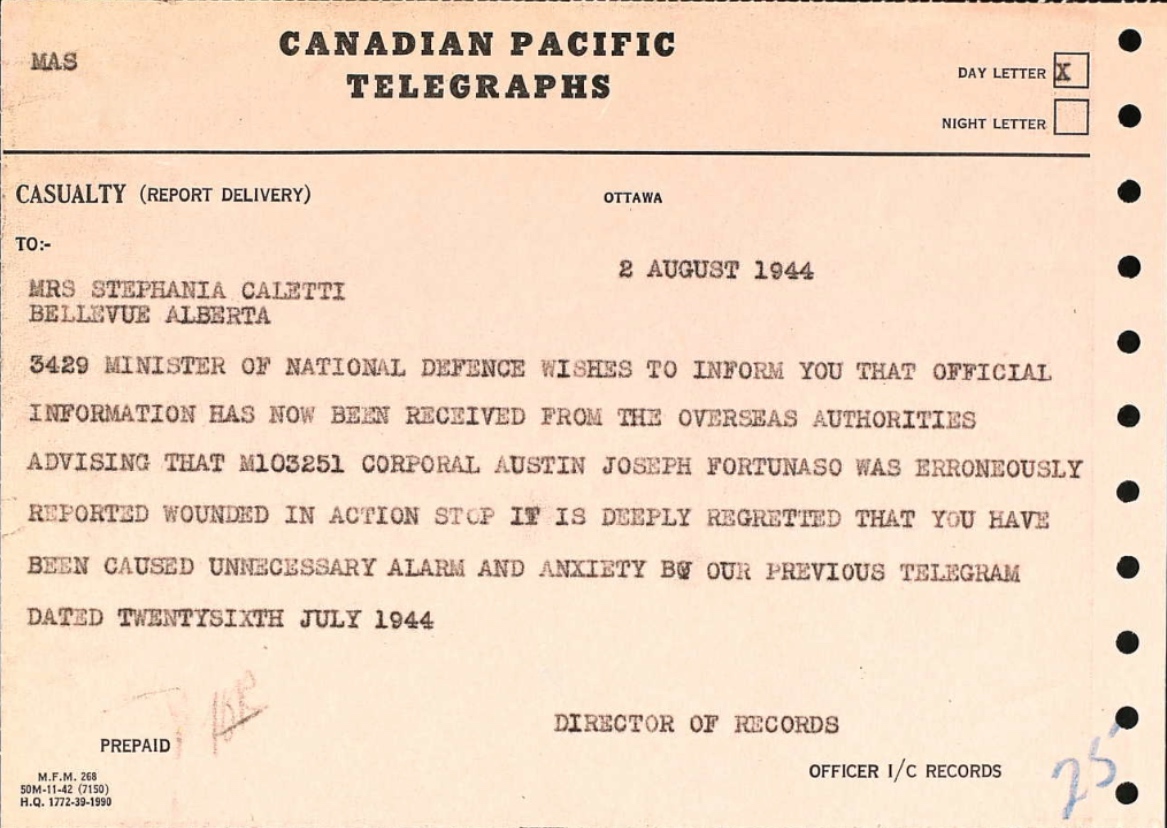 MAS
CANADIAN PACIFIC
TELEGRAPHS
DAY LETTER X
NIGHT LETTER
CASUALTY (REPORT DELIVERY) OTTAWA
TO:-
2 AUGUST 1944
MRS STEPHANIA CALETTI
BELLEVUE ALBERTA
3429 MINISTER OF NATIONAL DEFENCE WISHES TO INFORM YOU THAT OFFICIAL
INFORMATION HAS NOW BEEN RECEIVED FROM THE OVERSEAS AUTHORITIES
ADVISING THAT M103251 CORPORAL AUSTIN JOSEPH FORTUNASO WAS ERRONEOUSLY
REPORTED WOUNDED IN ACTION STOP IT IS DEEPLY REGRETTED THAT YOU HAVE
BEEN CAUSED UNNECESSARY ALARM AND ANXIETY BY OUR PREVIOUS TELEGRAM
DATED TWENTYSIXTH JULY 1944
DIRECTOR OF RECORDS
PREPAID
OFFICER I/C RECORDS
25
M.F.M. 268
50M-11-42 (7150)
H.Q. 1772-39-1990